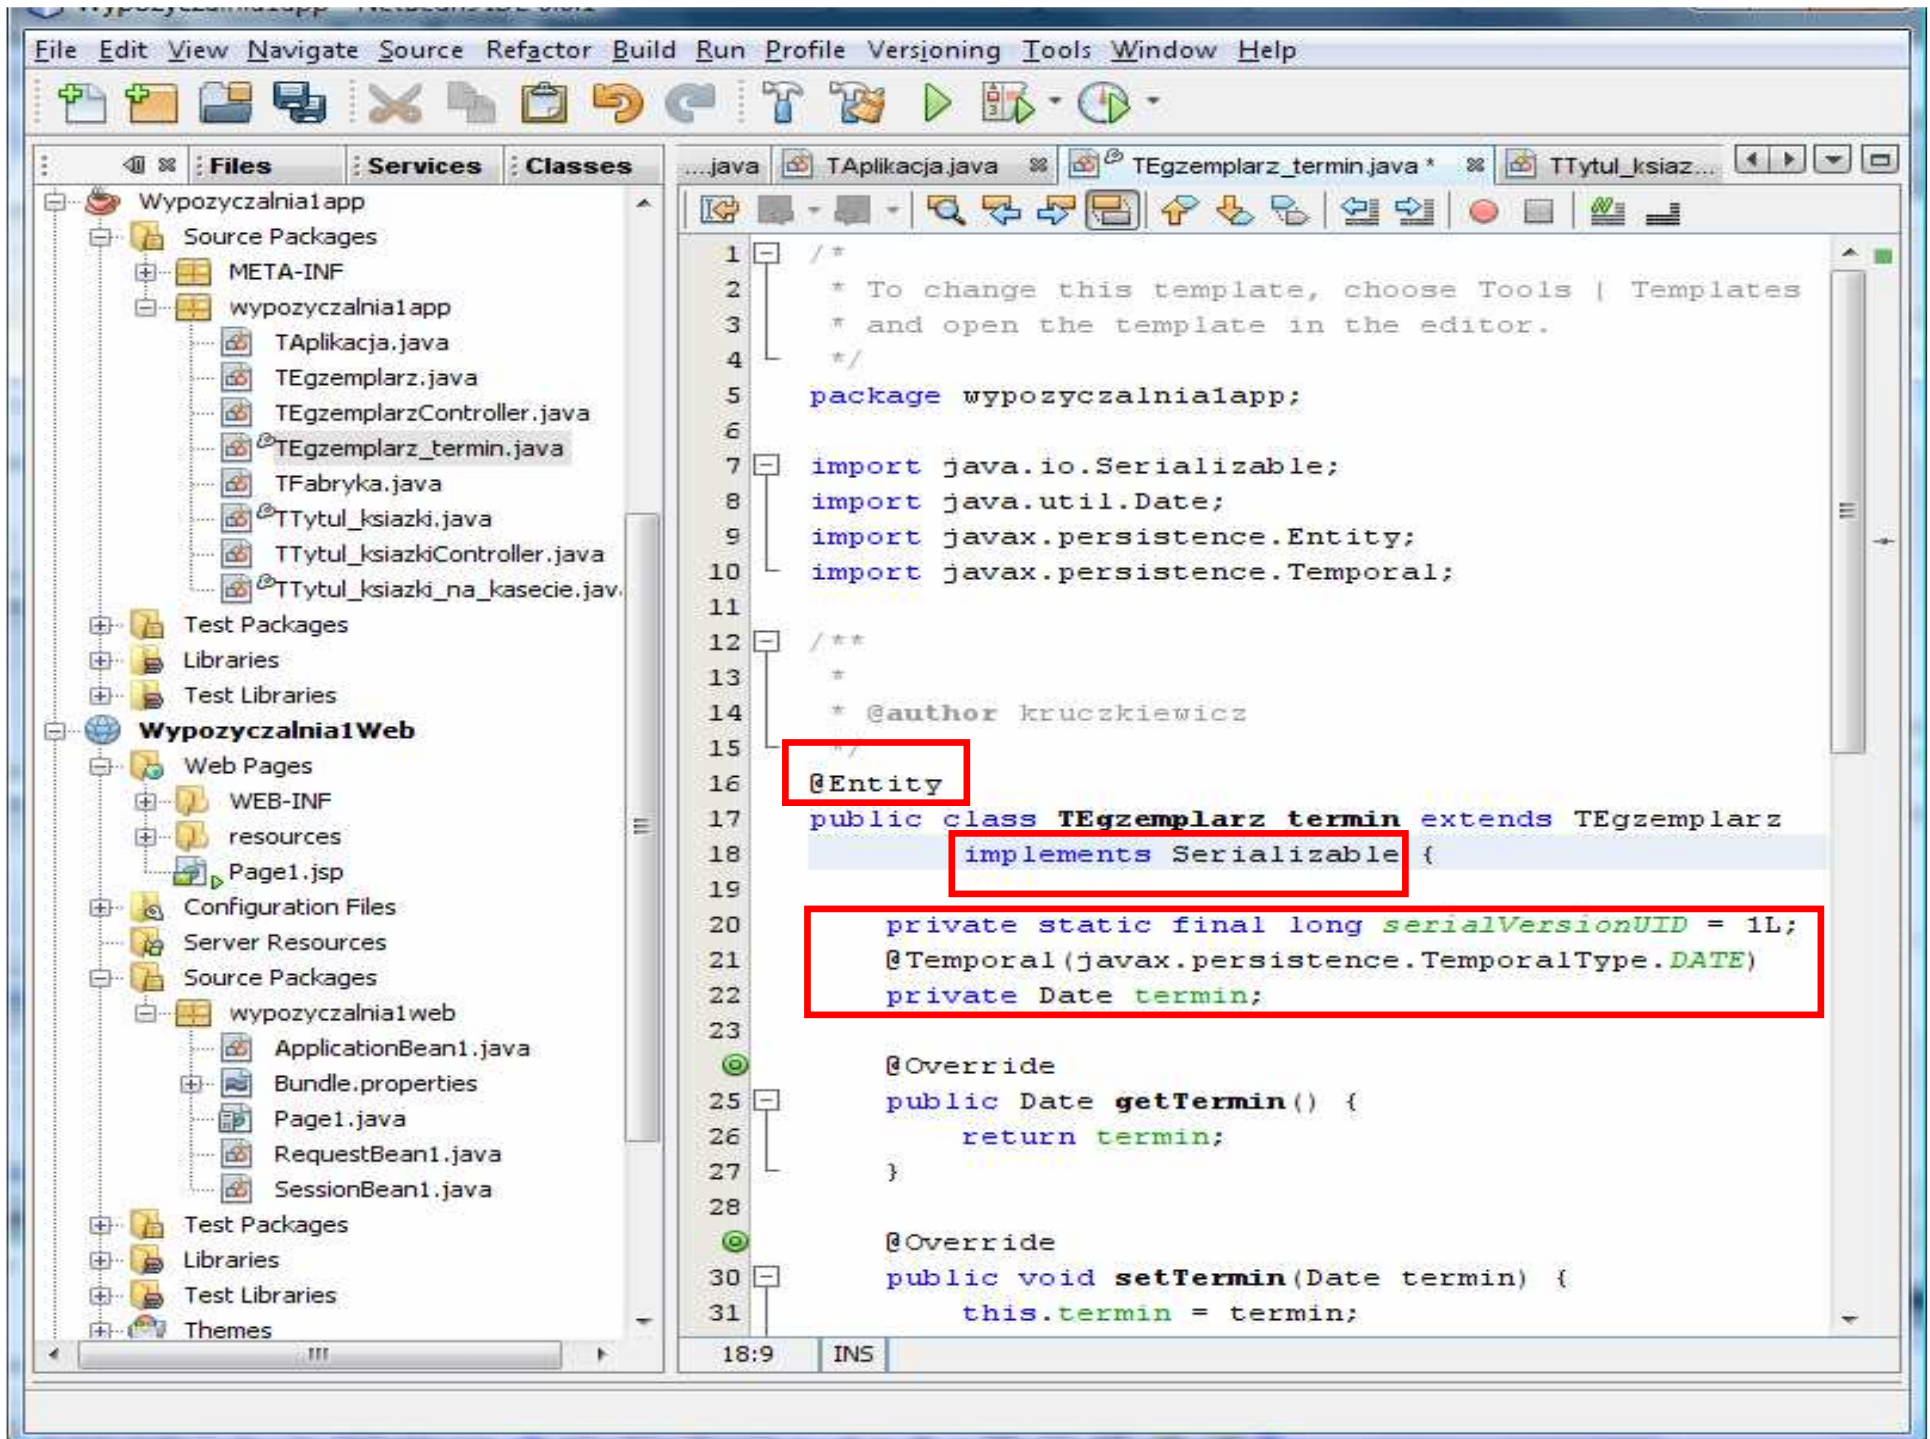 File Edit View Navigate Source Refactor Build Run Profile Versioning Tools Window Help
Files Services Classes
Wypozyczalnia1app
Source Packages
META-INF
wypozyczalnia1app
TAplikacja.java
TEgzemplarz.java
TEgzemplarzController.java
TEgzemplarz_termin.java
TFabryka.java
TTytul_ksiazki.java
TTytul_ksiazkiController.java
TTytul_ksiazki_na_kasecie.jav
Test Packages
Libraries
Test Libraries
Wypozyczalnia1Web
Web Pages
WEB-INF
resources
Page1.jsp
Configuration Files
Server Resources
Source Packages
wypozyczalnia1web
ApplicationBean1.java
Bundle.properties
Page1.java
RequestBean1.java
SessionBean1.java
Test Packages
Libraries
Test Libraries
Themes
....java TAplikacja.java TEgzemplarz_termin.java * TTytul_ksiaz...
1 /*
2 * To change this template, choose Tools | Templates
3 * and open the template in the editor.
4 */
5 package wypozyczalnia1app;
6
7 import java.io.Serializable;
8 import java.util.Date;
9 import javax.persistence.Entity;
10 import javax.persistence.Temporal;
11
12 /**
13 *
14 * @author kruczkiewicz
15 */
16 @Entity
17 public class TEgzemplarz_termin extends TEgzemplarz
18 implements Serializable {
19
20 private static final long serialVersionUID = 1L;
21 @Temporal(javax.persistence.TemporalType.DATE)
22 private Date termin;
23
@Override
25 public Date getTermin() {
26 return termin;
27 }
28
@Override
30 public void setTermin(Date termin) {
31 this.termin = termin;
18:9 INS